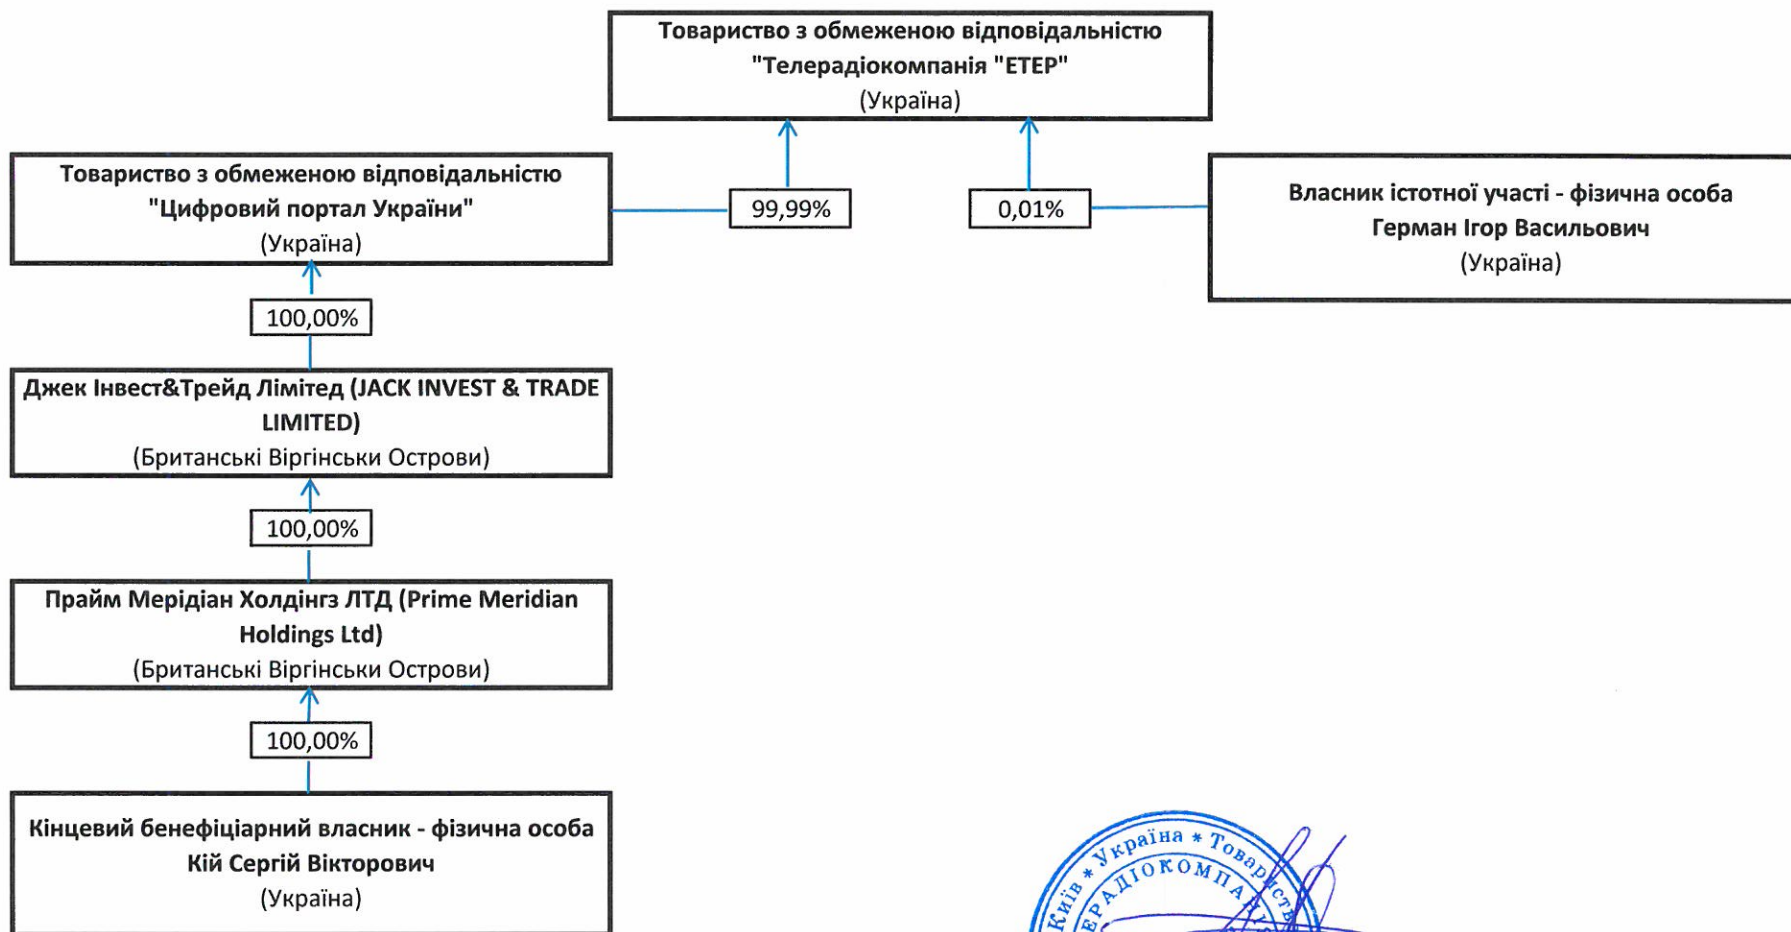 Товариство з обмеженою відповідальністю
"Телерадіокомпанія "ЕТЕР"
(Україна)
Товариство з обмеженою відповідальністю
"Цифровий портал України"
(Україна)
99,99%
0,01%
Власник істотної участі - фізична особа
Герман Ігор Васильович
(Україна)
100,00%
Джек Інвест&Трейд Лімітед (JACK INVEST & TRADE
LIMITED)
(Британські Віргінськи Острови)
100,00%
Прайм Мерідіан Холдінгз ЛТД (Prime Meridian
Holdings Ltd)
(Британські Віргінськи Острови)
100,00%
Кінцевий бенефіціарний власник - фізична особа
Кій Сергій Вікторович
(Україна)
Київ * Україна * Товариств
ЕРАДІОКОМПАНІ